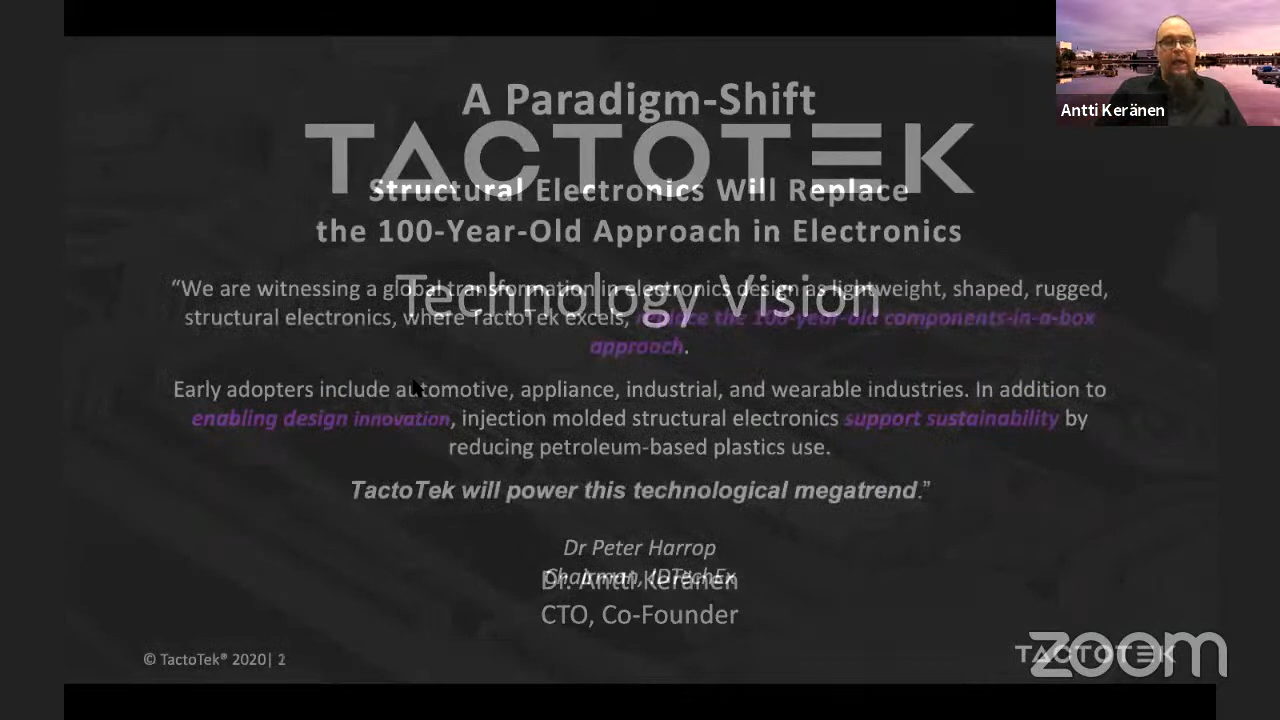 Antti Keränen
A Paradigm-Shift
TACTOTEK
Structural Electronics Will Replace
the 100-Year-Old Approach in Electronics
Technology Vision
“We are witnessing a global transformation in electronics design as lightweight, shaped, rugged,
structural electronics, where TactoTek excels, replace the 100-year-old components-in-a-box
approach.
Early adopters include automotive, appliance, industrial, and wearable industries. In addition to
enabling design innovation, injection molded structural electronics support sustainability by
reducing petroleum-based plastics use.
TactoTek will power this technological megatrend.”
Dr Peter Harrop
Chairman, IDTechEx
Dr. Antti Keränen
CTO, Co-Founder
© TactoTek® 2020|
TACTOTEK
zoom